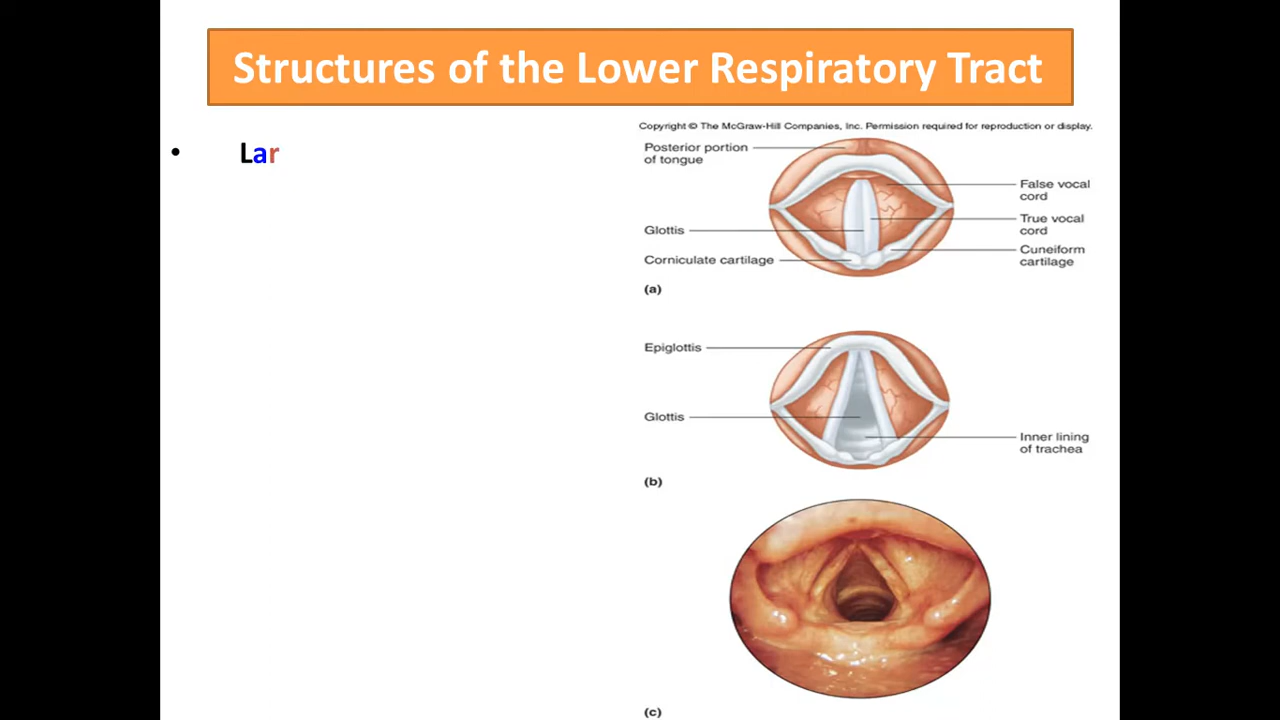 Structures of the Lower Respiratory Tract
• Lar
Copyright © The McGraw-Hill Companies, Inc. Permission required for reproduction or display.
Posterior portion
of tongue
False vocal
cord
True vocal
cord
Glottis
Cuneiform
cartilage
Corniculate cartilage
(a)
Epiglottis
Glottis
Inner lining
of trachea
(b)
(c)